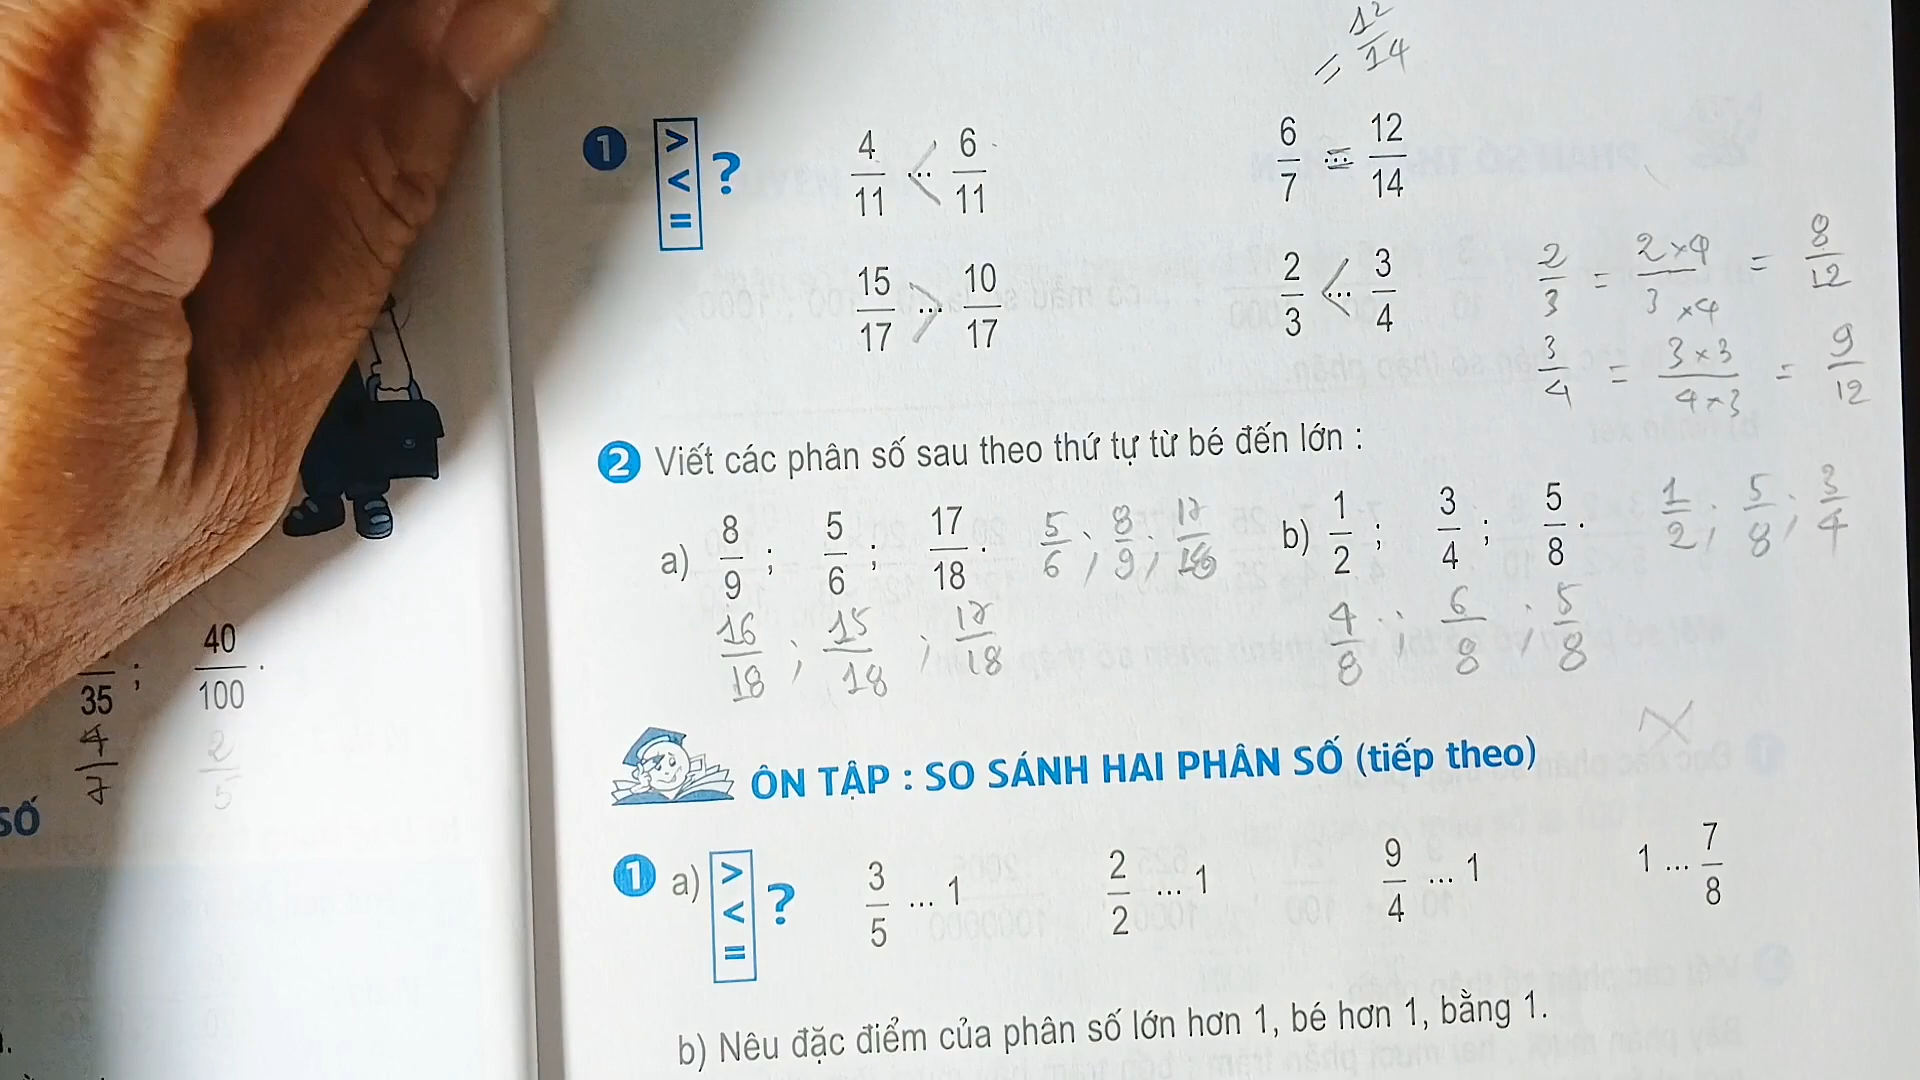 = 12/14
1 > < = ? 4/11 < 6/11 6/7 = 12/14
15/17 > 10/17 2/3 < 3/4 2/3 = 2×4/3×4 = 8/12
3/4 = 3×3/4×3 = 9/12
2 Viết các phân số sau theo thứ tự từ bé đến lớn :
a) 8/9 ; 5/6 ; 17/18 . 5/6 ; 8/9 ; 17/18 b) 1/2 ; 3/4 ; 5/8 . 1/2 ; 5/8 ; 3/4
16/18 ; 15/18 ; 17/18 4/8 ; 6/8 ; 5/8
35 ; 40/100 .
4/7 2/5
SỐ
X
ÔN TẬP : SO SÁNH HAI PHÂN SỐ (tiếp theo)
1 a) > < = ? 3/5 ... 1 2/2 ... 1 9/4 ... 1 1 ... 7/8
b) Nêu đặc điểm của phân số lớn hơn 1, bé hơn 1, bằng 1.